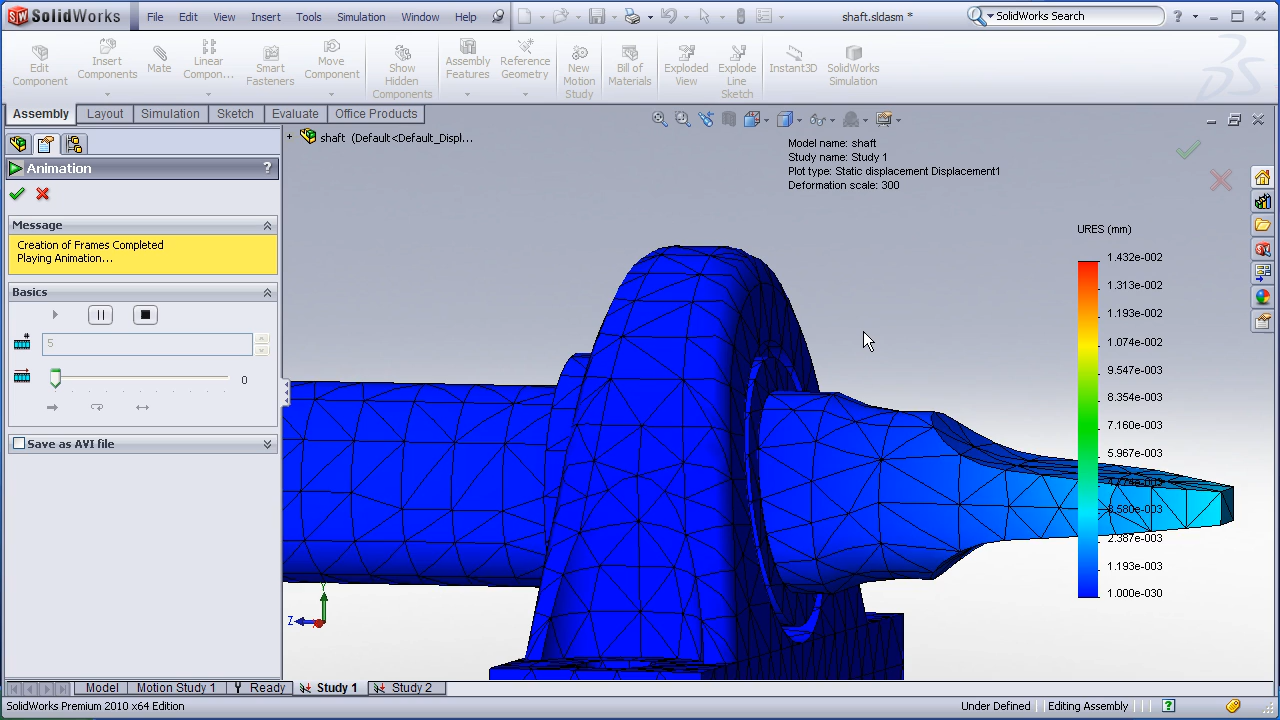 SolidWorks File Edit View Insert Tools Simulation Window Help shaft.sldasm * SolidWorks Search ?
Edit Component Insert Components Mate Linear Compon... Smart Fasteners Move Component Show Hidden Components Assembly Features Reference Geometry New Motion Study Bill of Materials Exploded View Explode Line Sketch Instant3D SolidWorks Simulation
Assembly Layout Simulation Sketch Evaluate Office Products
shaft (Default<Default_Displ...
Animation ?
Message
Creation of Frames Completed
Playing Animation...
Basics
5
0
Save as AVI file
Model name: shaft
Study name: Study 1
Plot type: Static displacement Displacement1
Deformation scale: 300
URES (mm)
1.432e-002
1.313e-002
1.193e-002
1.074e-002
9.547e-003
8.354e-003
7.160e-003
5.967e-003
4.774e-003
3.580e-003
2.387e-003
1.193e-003
1.000e-030
Y
Z
Model Motion Study 1 Ready Study 1 Study 2
SolidWorks Premium 2010 x64 Edition Under Defined Editing Assembly ?